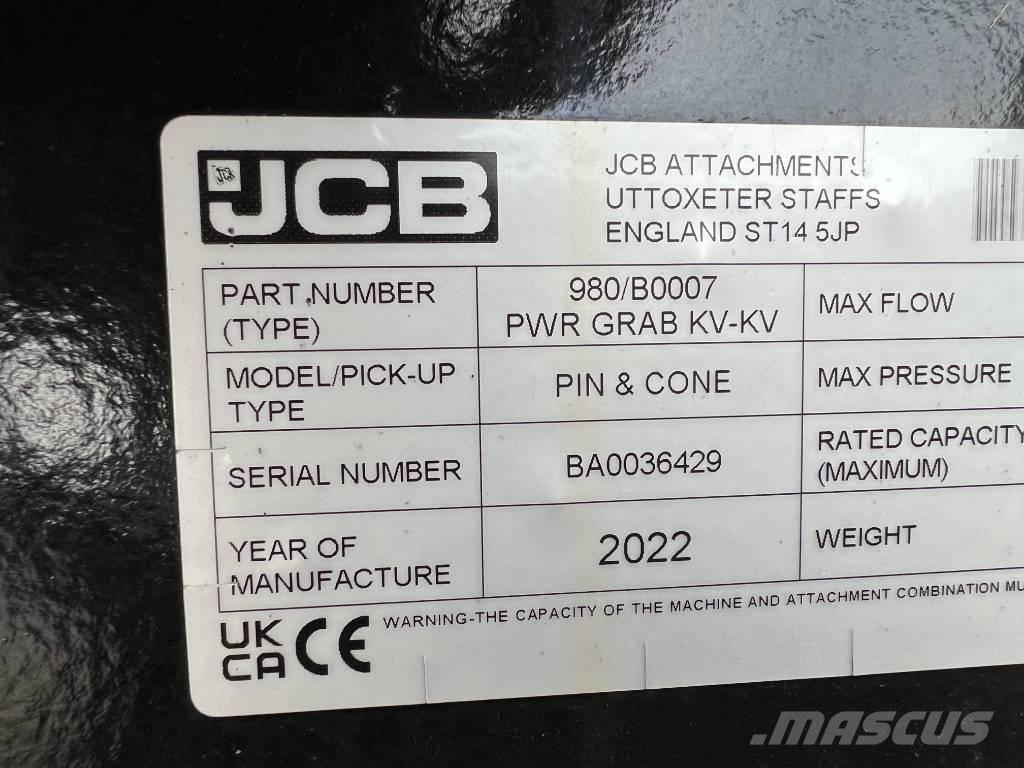 JCB
JCB ATTACHMENTS
UTTOXETER STAFFS
ENGLAND ST14 5JP
PART NUMBER
(TYPE)
980/B0007
PWR GRAB KV-KV
MAX FLOW
MODEL/PICK-UP
TYPE
PIN & CONE
MAX PRESSURE
SERIAL NUMBER
BA0036429
RATED CAPACITY
(MAXIMUM)
YEAR OF
MANUFACTURE
2022
WEIGHT
UK
CA CE
WARNING-THE CAPACITY OF THE MACHINE AND ATTACHMENT COMBINATION MU
MASCUS